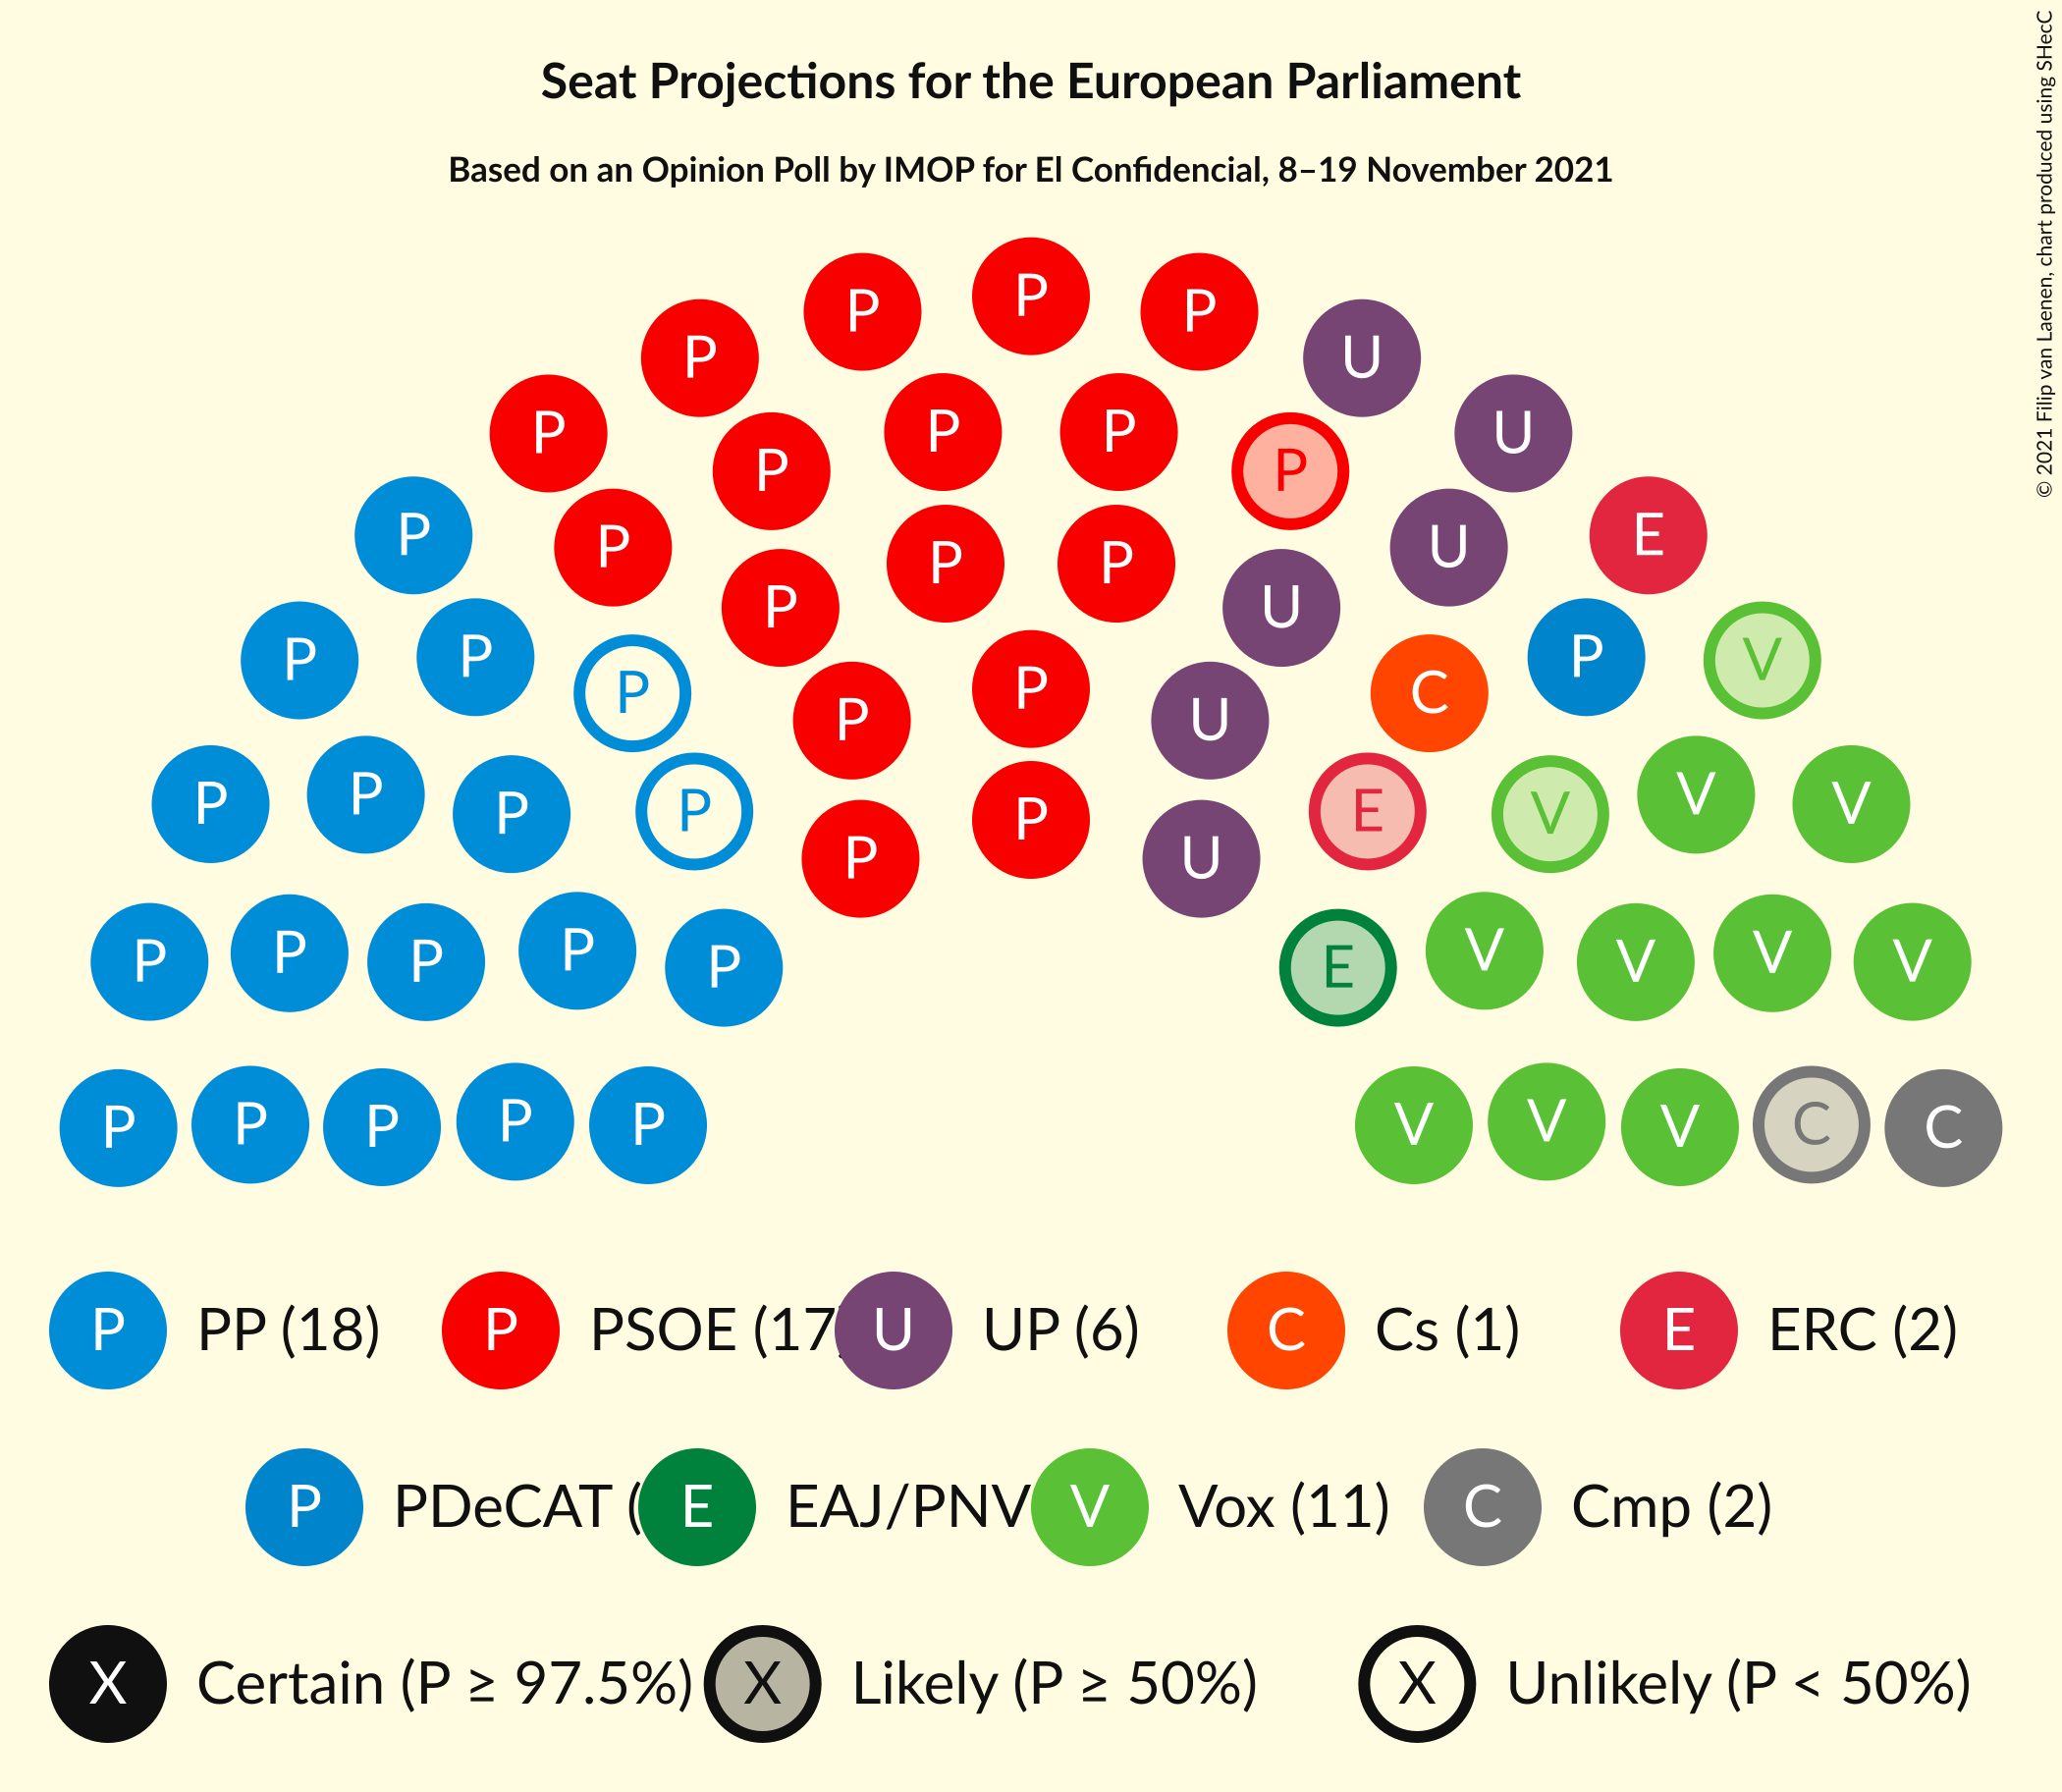 © 2021 Filip van Laenen, chart produced using SHecC
Seat Projections for the European Parliament
Based on an Opinion Poll by IMOP for El Confidencial, 8–19 November 2021
P P P
P U
P P P U
P P
P E
P U
P P
P U
P P P V
P P C
P U
P P V V
P P E V
P
P U
P P P P P E V V V V
P P P P P V V V C C
P PP (18) P PSOE (17 U UP (6) C Cs (1) E ERC (2)
P PDeCAT ( E EAJ/PNV V Vox (11) C Cmp (2)
X Certain (P ≥ 97.5%) X Likely (P ≥ 50%) X Unlikely (P < 50%)